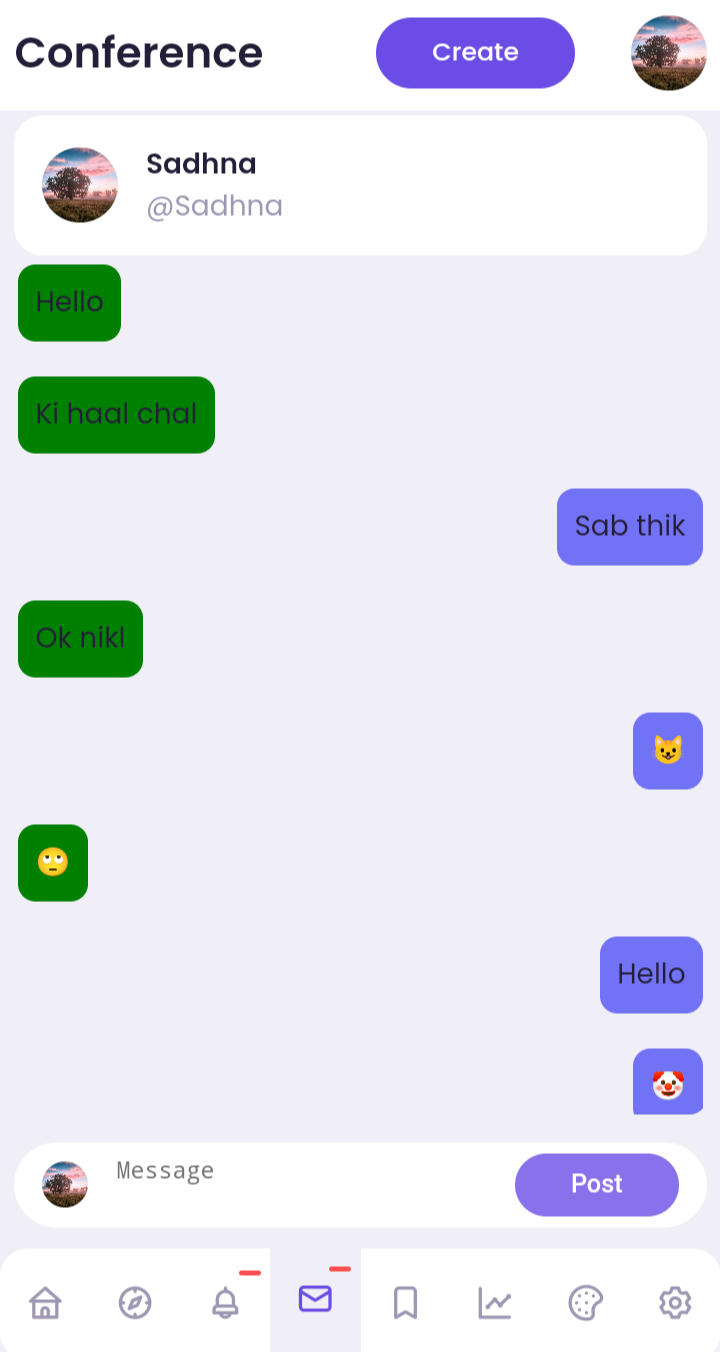 Conference
Create
Sadhna
@Sadhna
Hello
Ki haal chal
Sab thik
Ok nikl
😺
🙄
Hello
🤡
Message
Post